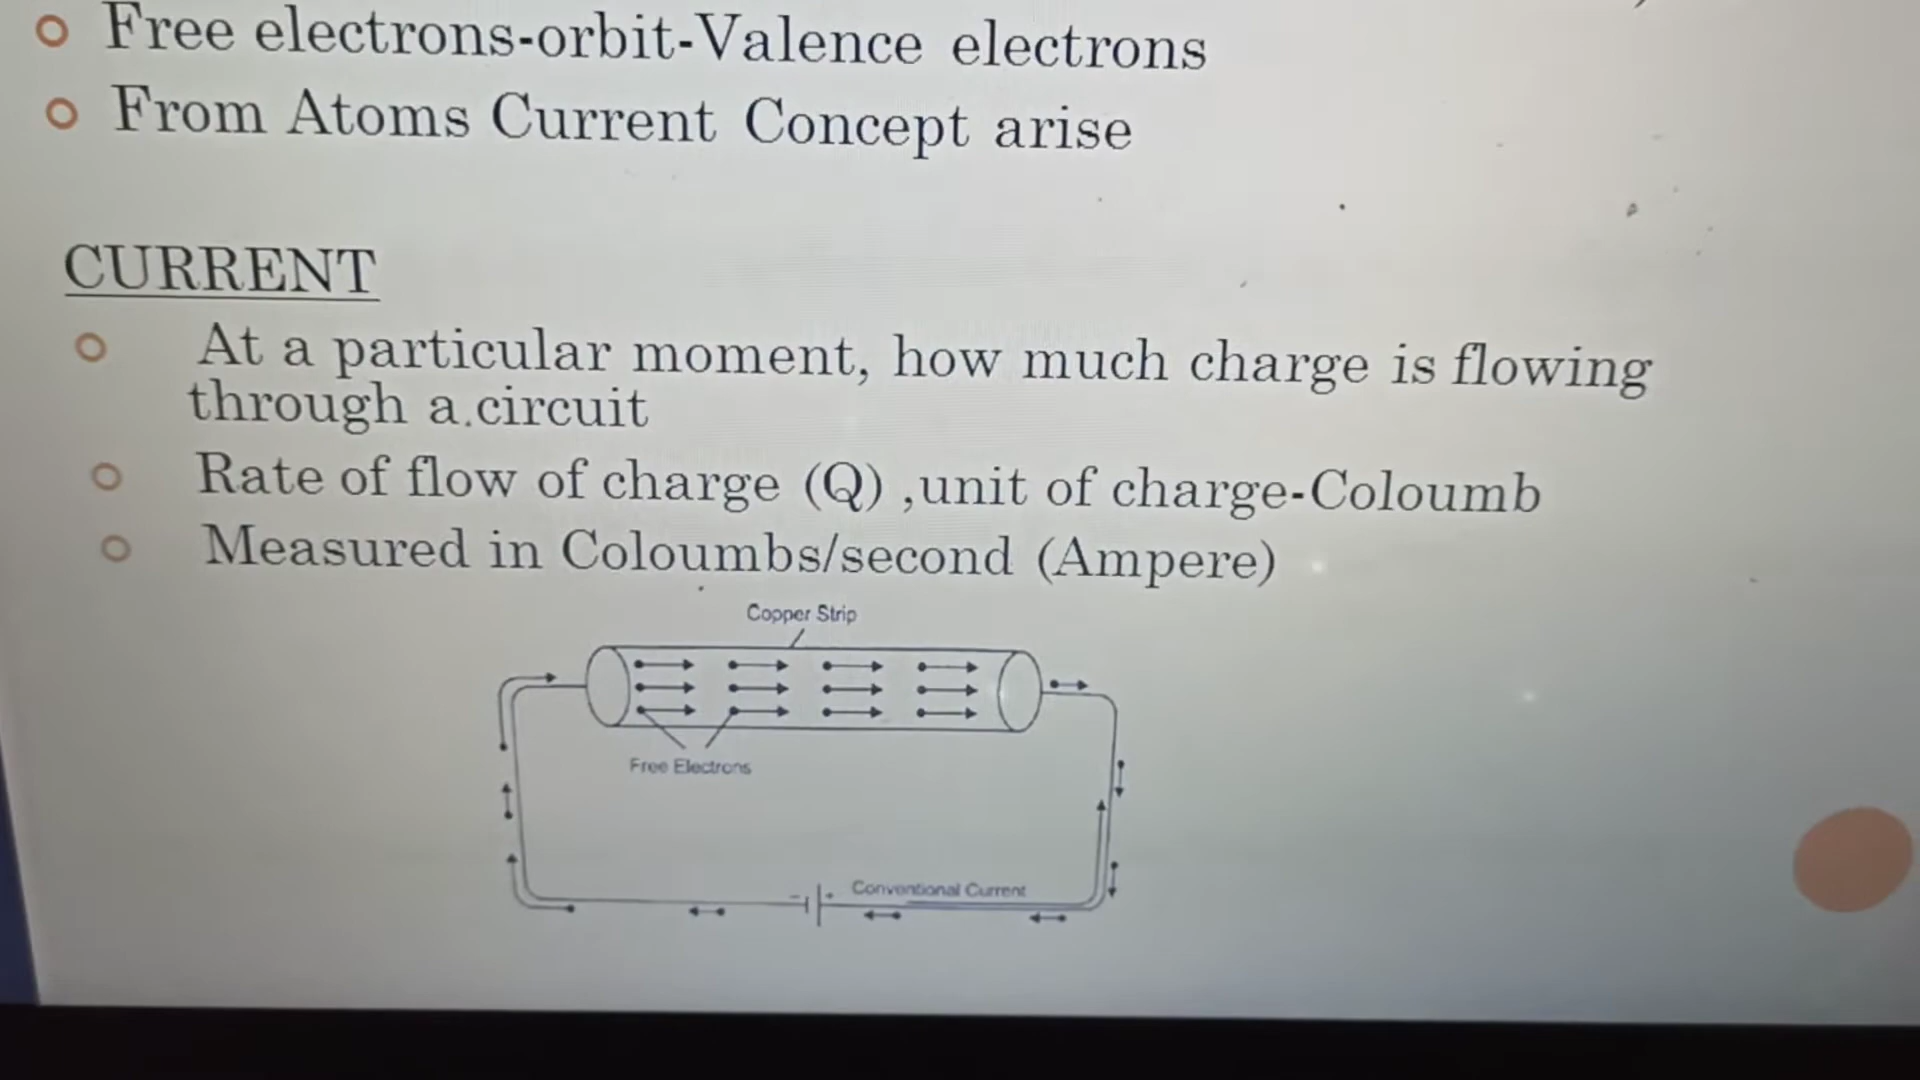 Free electrons-orbit-Valence electrons
From Atoms Current Concept arise
CURRENT
At a particular moment, how much charge is flowing
through a circuit
Rate of flow of charge (Q) ,unit of charge-Coloumb
Measured in Coloumbs/second (Ampere)
Copper Strip
Free Electrons
- +
Conventional Current